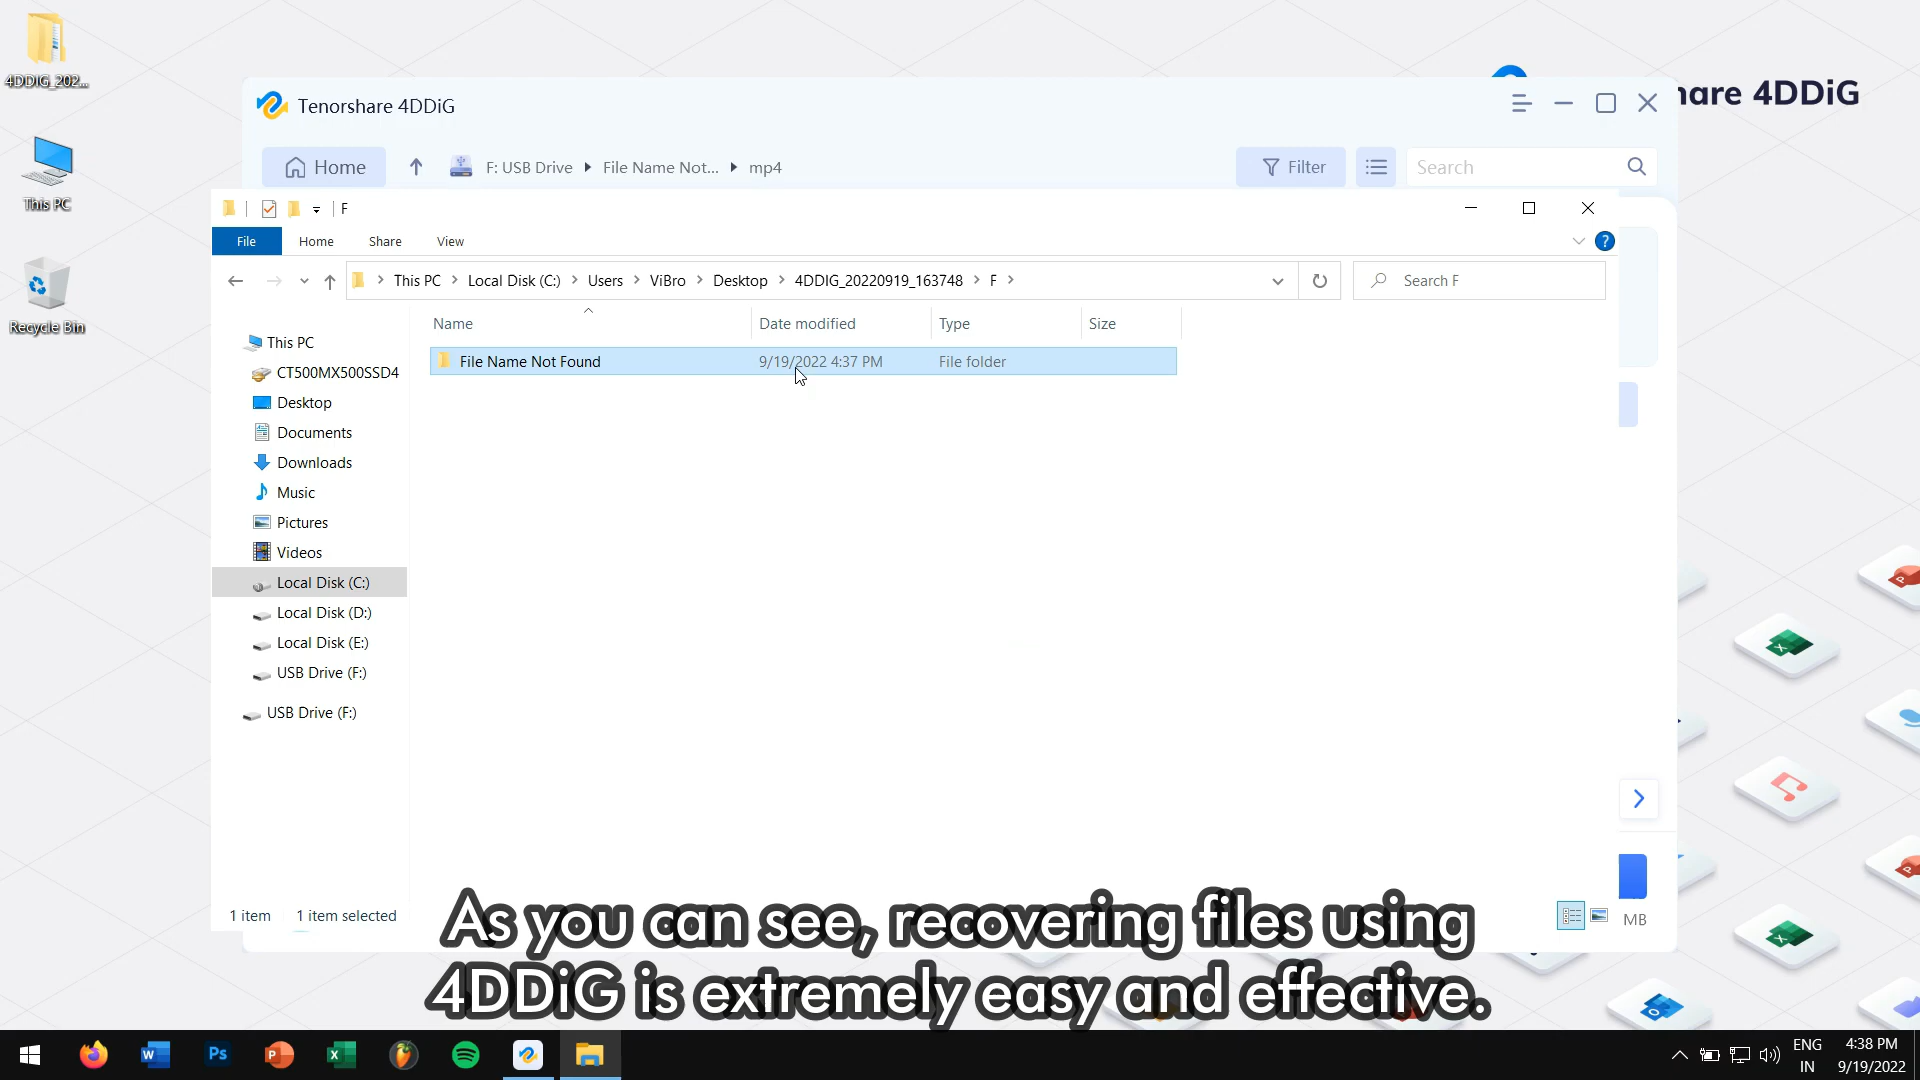 4DDIG_202...
This PC
Recycle Bin
hare 4DDiG
Tenorshare 4DDiG
Home
F: USB Drive
File Name Not...
mp4
Filter
Search
F
File
Home
Share
View
?
This PC
Local Disk (C:)
Users
ViBro
Desktop
4DDIG_20220919_163748
F
Search F
Name
Date modified
Type
Size
File Name Not Found
9/19/2022 4:37 PM
File folder
This PC
CT500MX500SSD4
Desktop
Documents
Downloads
Music
Pictures
Videos
Local Disk (C:)
Local Disk (D:)
Local Disk (E:)
USB Drive (F:)
USB Drive (F:)
1 item
1 item selected
MB
As you can see, recovering files using
4DDiG is extremely easy and effective.
ENG
IN
4:38 PM
9/19/2022